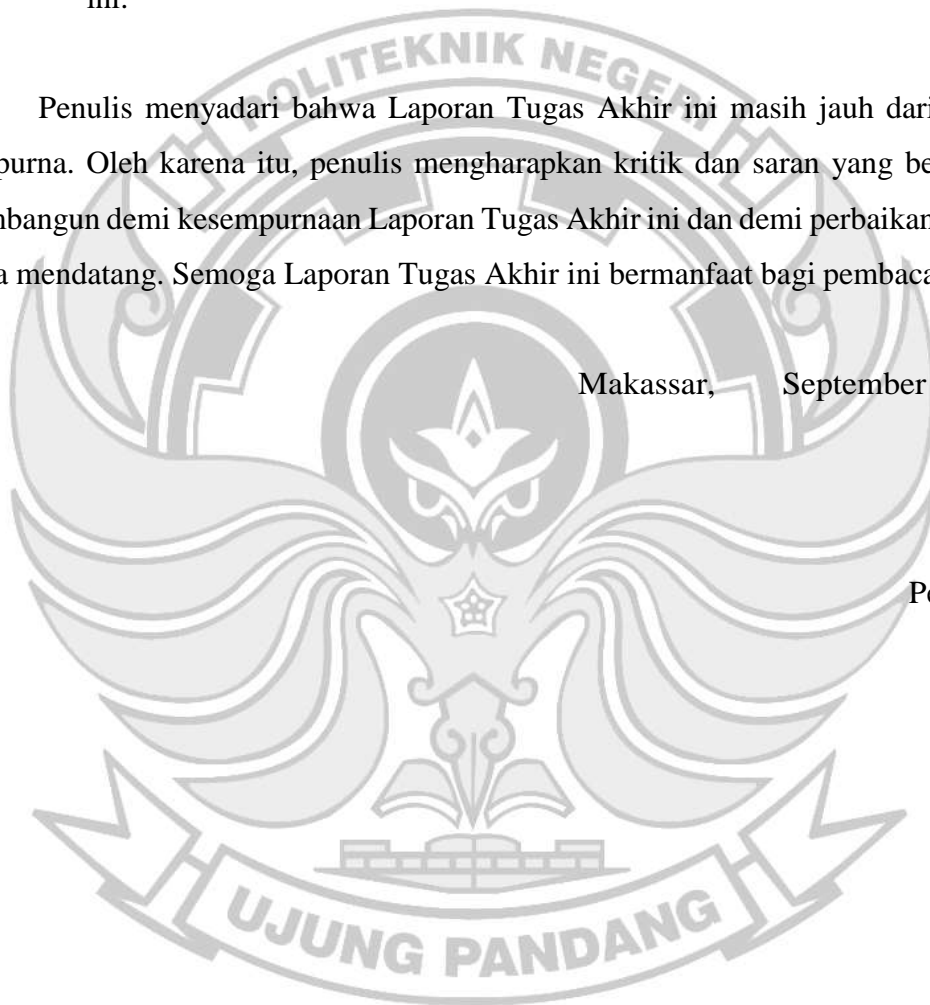 ini.
POLITEKNIK NEGERI
Penulis menyadari bahwa Laporan Tugas Akhir ini masih jauh dari
purna. Oleh karena itu, penulis mengharapkan kritik dan saran yang be
mbangun demi kesempurnaan Laporan Tugas Akhir ini dan demi perbaikan
a mendatang. Semoga Laporan Tugas Akhir ini bermanfaat bagi pembaca
Makassar, September
Pe
UJUNG PANDANG